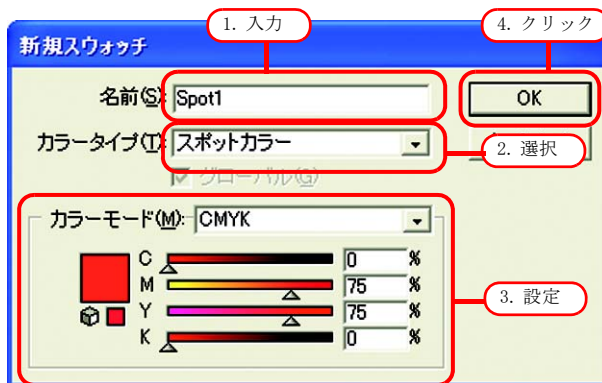 1. 入力
4. クリック
新規スウォッチ
名前(S): Spot1
OK
カラータイプ(T): スポットカラー
2. 選択
グローバル(G)
カラーモード(M): CMYK
C 0 %
M 75 %
Y 75 %
K 0 %
3. 設定